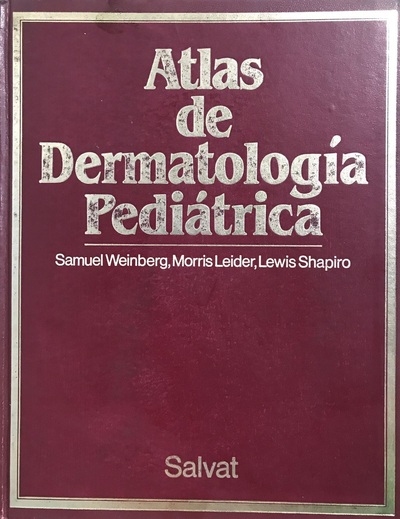 Atlas
de
Dermatología
Pediátrica
Samuel Weinberg, Morris Leider, Lewis Shapiro
Salvat